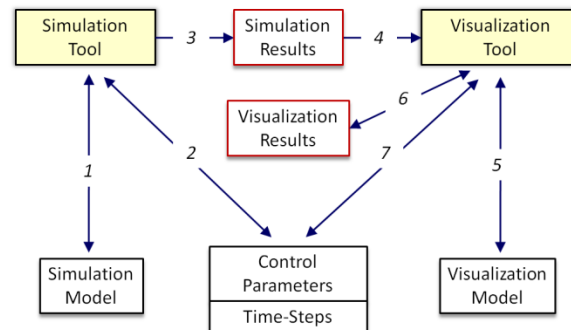 Simulation
Tool
3
Simulation
Results
4
Visualization
Tool
Visualization
Results
6
1
2
7
5
Simulation
Model
Control
Parameters
Time-Steps
Visualization
Model